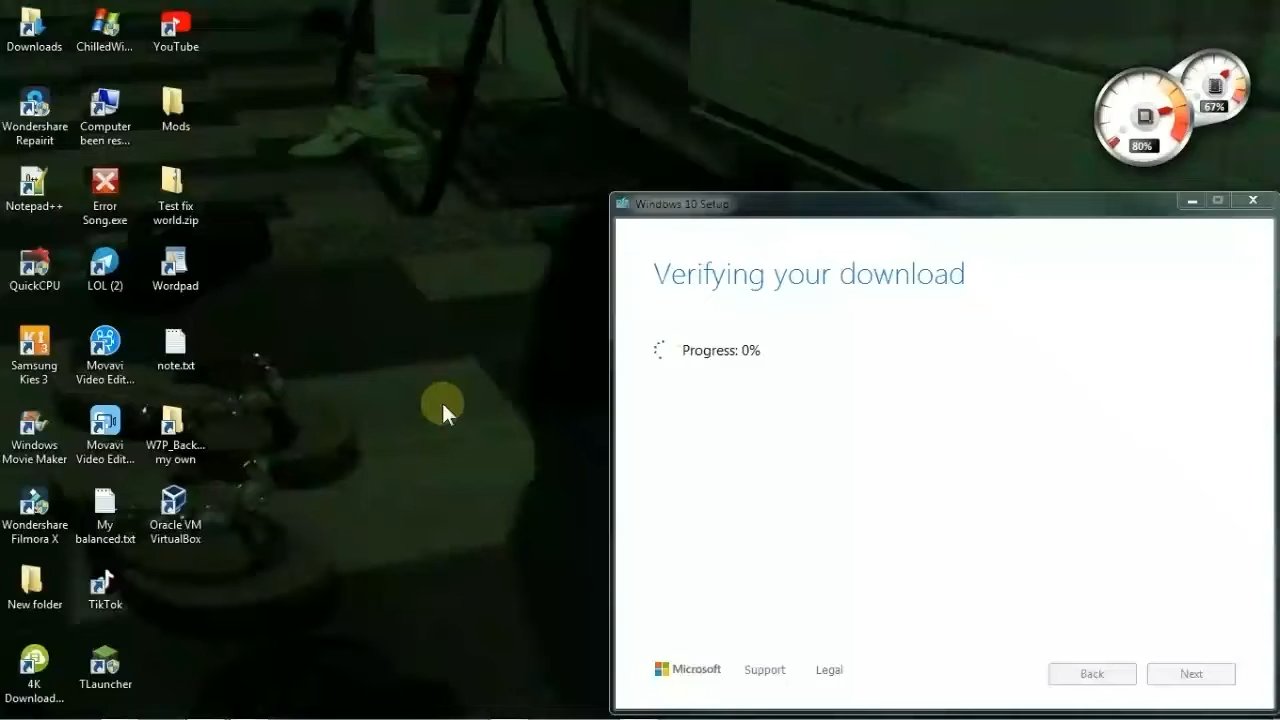 Downloads
ChilledWi...
YouTube
Wondershare
Repairit
Computer
been res...
Mods
Notepad++
Error
Song.exe
Test fix
world.zip
QuickCPU
LOL (2)
Wordpad
Samsung
Kies 3
Movavi
Video Edit...
note.txt
Windows
Movie Maker
Movavi
Video Edit...
W7P_Back...
my own
Wondershare
Filmora X
My
balanced.txt
Oracle VM
VirtualBox
New folder
TikTok
4K
Download...
TLauncher
67%
80%
Windows 10 Setup
Verifying your download
Progress: 0%
Microsoft
Support
Legal
Back
Next